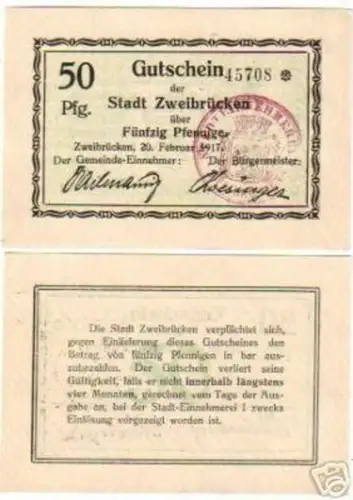 50
Pfg.
Gutschein 45708 ✽
der
Stadt Zweibrücken
über
Fünfzig Pfennige.
Zweibrücken, 20. Februar 1917.
Der Gemeinde-Einnehmer: Der Bürgermeister:
Roesinger
Die Stadt Zweibrücken verpflichtet sich,
gegen Einlieferung dieses Gutscheines den
Betrag von fünfzig Pfennigen in bar aus-
zubezahlen. Der Gutschein verliert seine
Gültigkeit, falls er nicht innerhalb längstens
vier Monaten, gerechnet vom Tage der Aus-
gabe an, bei der Stadt-Einnehmerei I zwecks
Einlösung vorgezeigt worden ist.